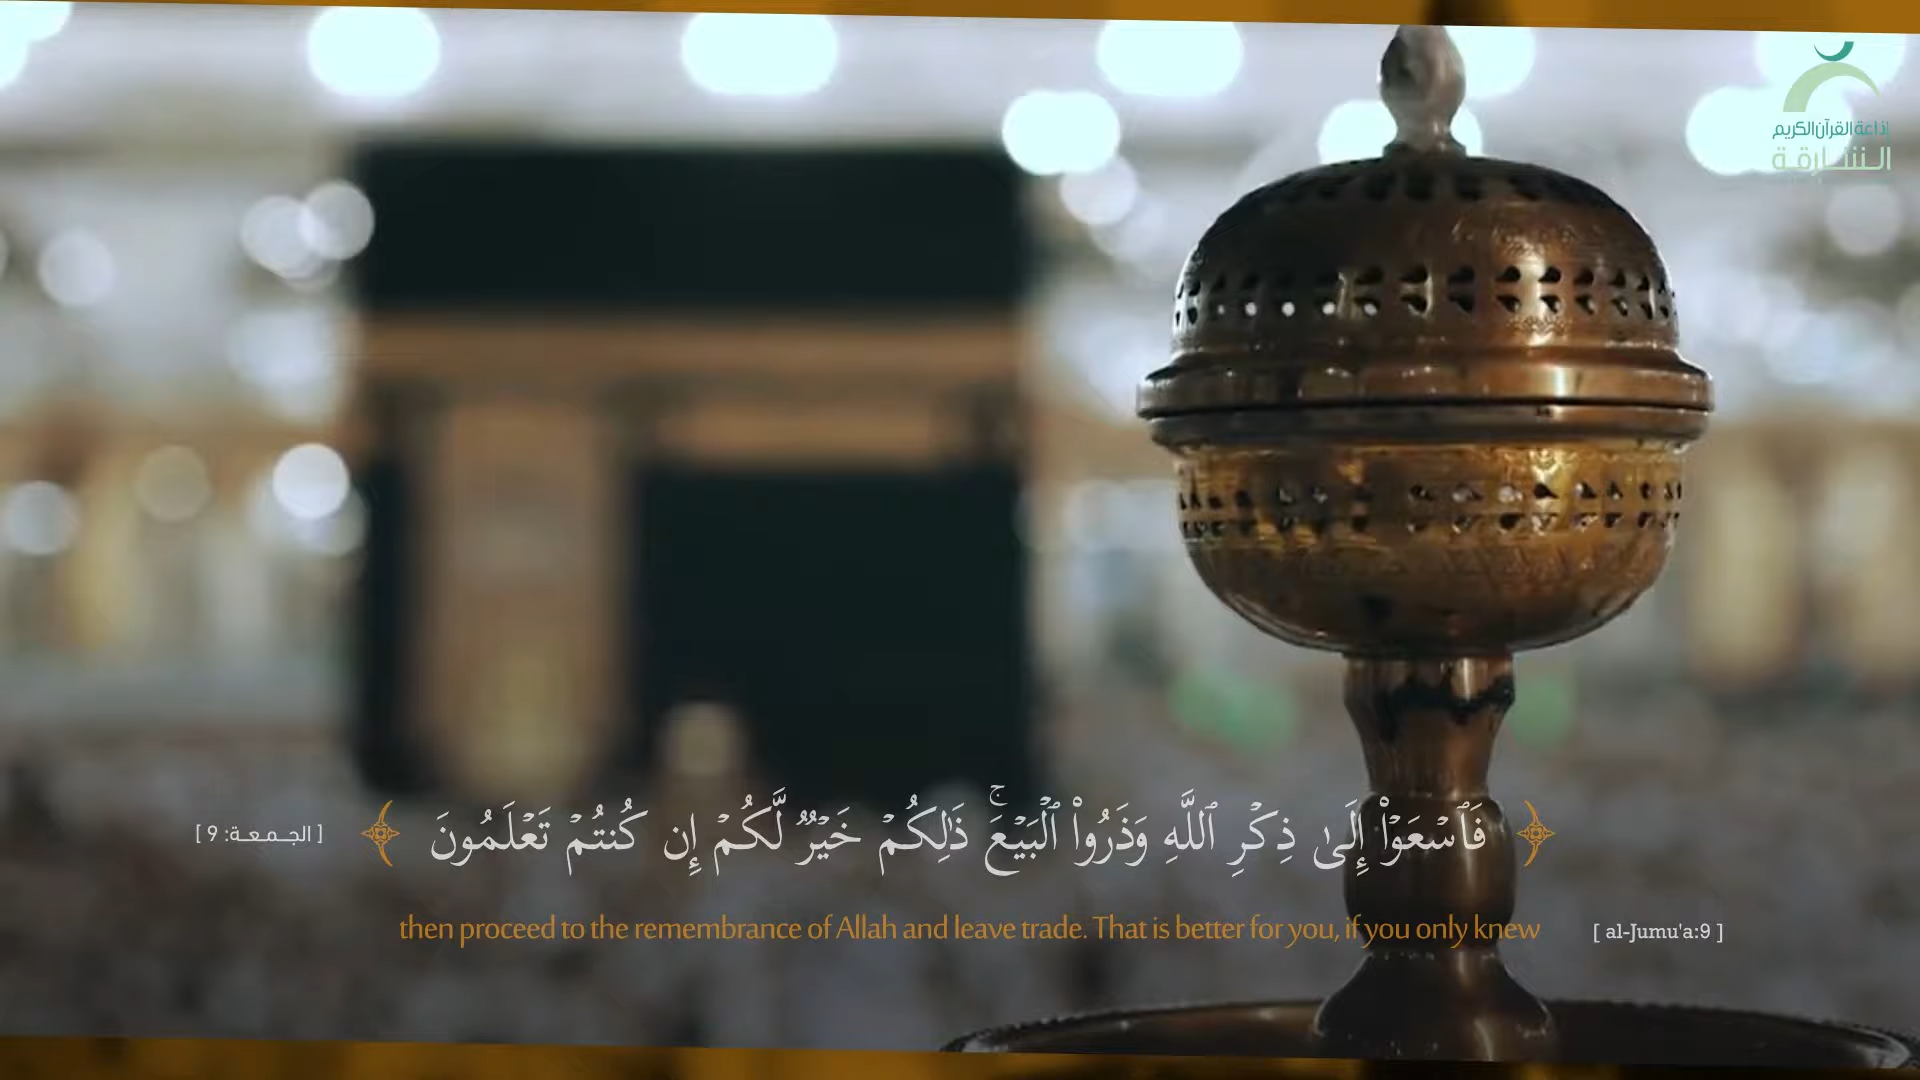 إذاعة القرآن الكريم
الشارقة
فَٱسْعَوْا۟ إِلَىٰ ذِكْرِ ٱللَّهِ وَذَرُوا۟ ٱلْبَيْعَ ۚ ذَٰلِكُمْ خَيْرٌ لَّكُمْ إِن كُنتُمْ تَعْلَمُونَ
[ الجمعة: 9 ]
then proceed to the remembrance of Allah and leave trade. That is better for you, if you only knew [ al-Jumu'a:9 ]